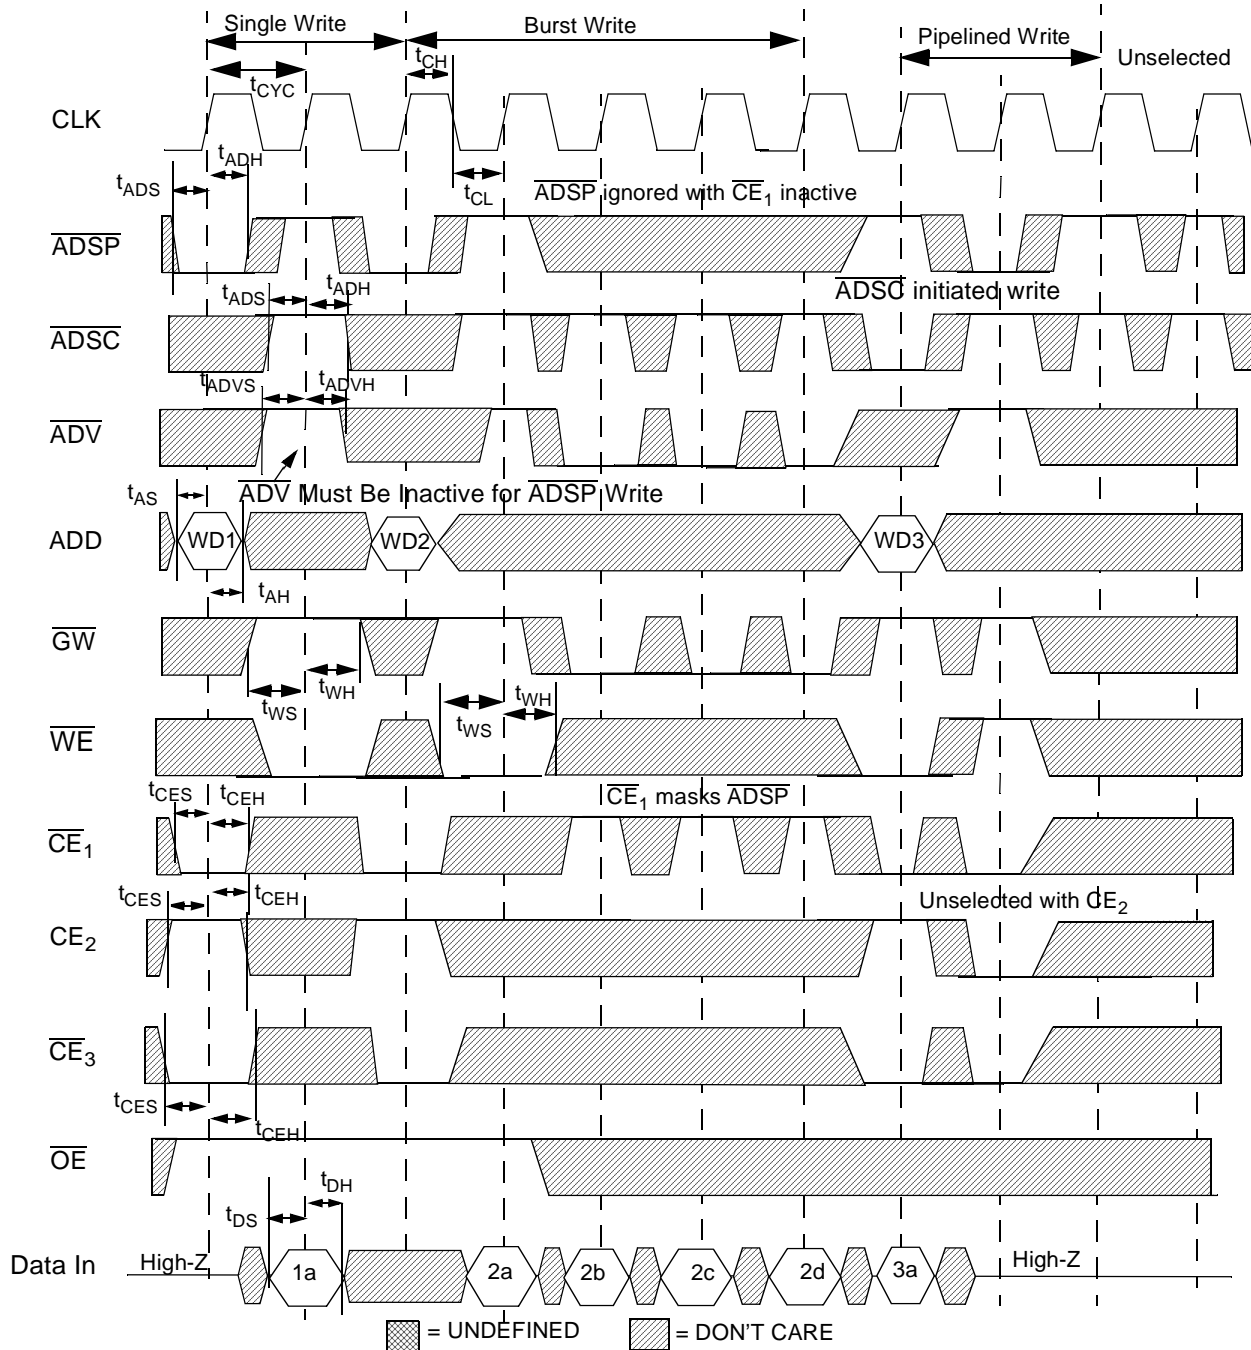 Single Write
Burst Write
Pipelined Write
Unselected
tCH
tCYC
CLK
tADH
tADS
tCL
ADSP ignored with CE1 inactive
ADSP
tADS
tADH
ADSC initiated write
ADSC
tADVS
tADVH
ADV
ADV Must Be Inactive for ADSP Write
tAS
ADD
WD1
WD2
WD3
tAH
GW
tWH
tWS
tWH
tWS
WE
CE1 masks ADSP
tCES
tCEH
CE1
tCES
tCEH
Unselected with CE2
CE2
CE3
tCES
tCEH
OE
tDH
tDS
Data In
High-Z
1a
2a
2b
2c
2d
3a
High-Z
= UNDEFINED
= DON'T CARE